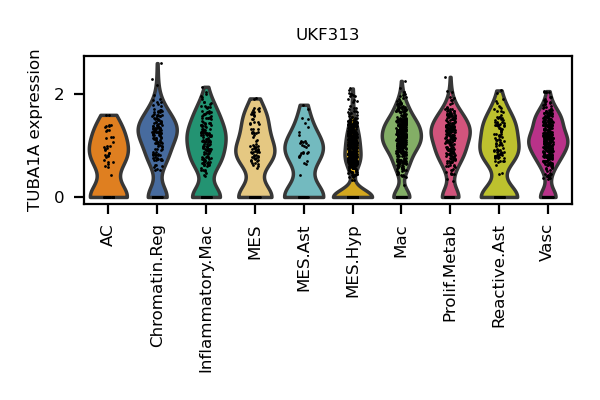 UKF313
TUBA1A expression
2
0
AC
Chromatin.Reg
Inflammatory.Mac
MES
MES.Ast
MES.Hyp
Mac
Prolif.Metab
Reactive.Ast
Vasc